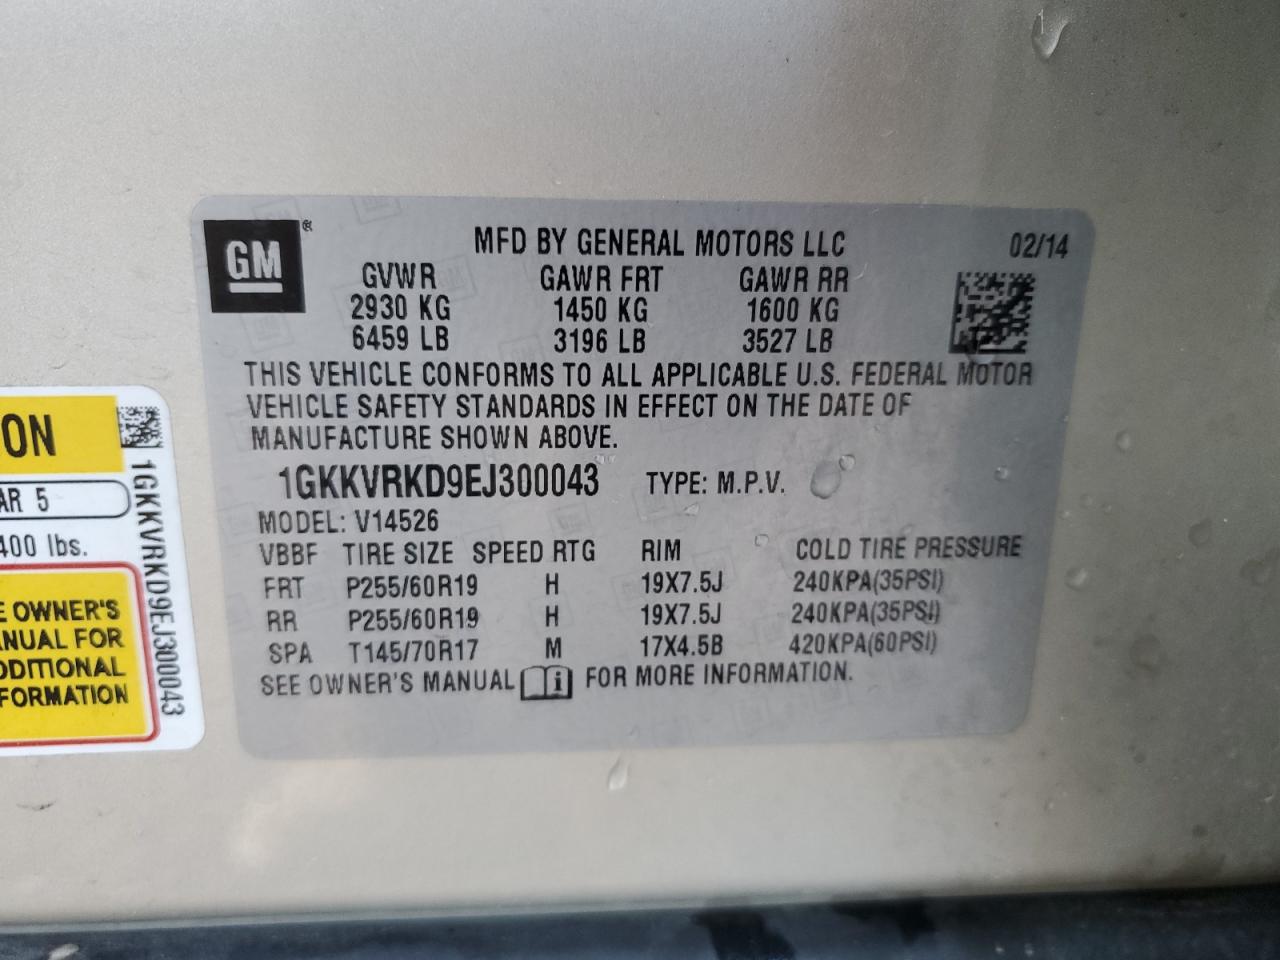 GM ®
MFD BY GENERAL MOTORS LLC 02/14
GVWR GAWR FRT GAWR RR
2930 KG 1450 KG 1600 KG
6459 LB 3196 LB 3527 LB
THIS VEHICLE CONFORMS TO ALL APPLICABLE U.S. FEDERAL MOTOR
VEHICLE SAFETY STANDARDS IN EFFECT ON THE DATE OF
MANUFACTURE SHOWN ABOVE.
1GKKVRKD9EJ300043 TYPE: M.P.V.
MODEL: V14526
VBBF TIRE SIZE SPEED RTG RIM COLD TIRE PRESSURE
FRT P255/60R19 H 19X7.5J 240KPA(35PSI)
RR P255/60R19 H 19X7.5J 240KPA(35PSI)
SPA T145/70R17 M 17X4.5B 420KPA(60PSI)
SEE OWNER'S MANUAL i FOR MORE INFORMATION.
ON
AR 5
400 lbs.
E OWNER'S
ANUAL FOR
DDITIONAL
FORMATION
1GKKVRKD9EJ300043